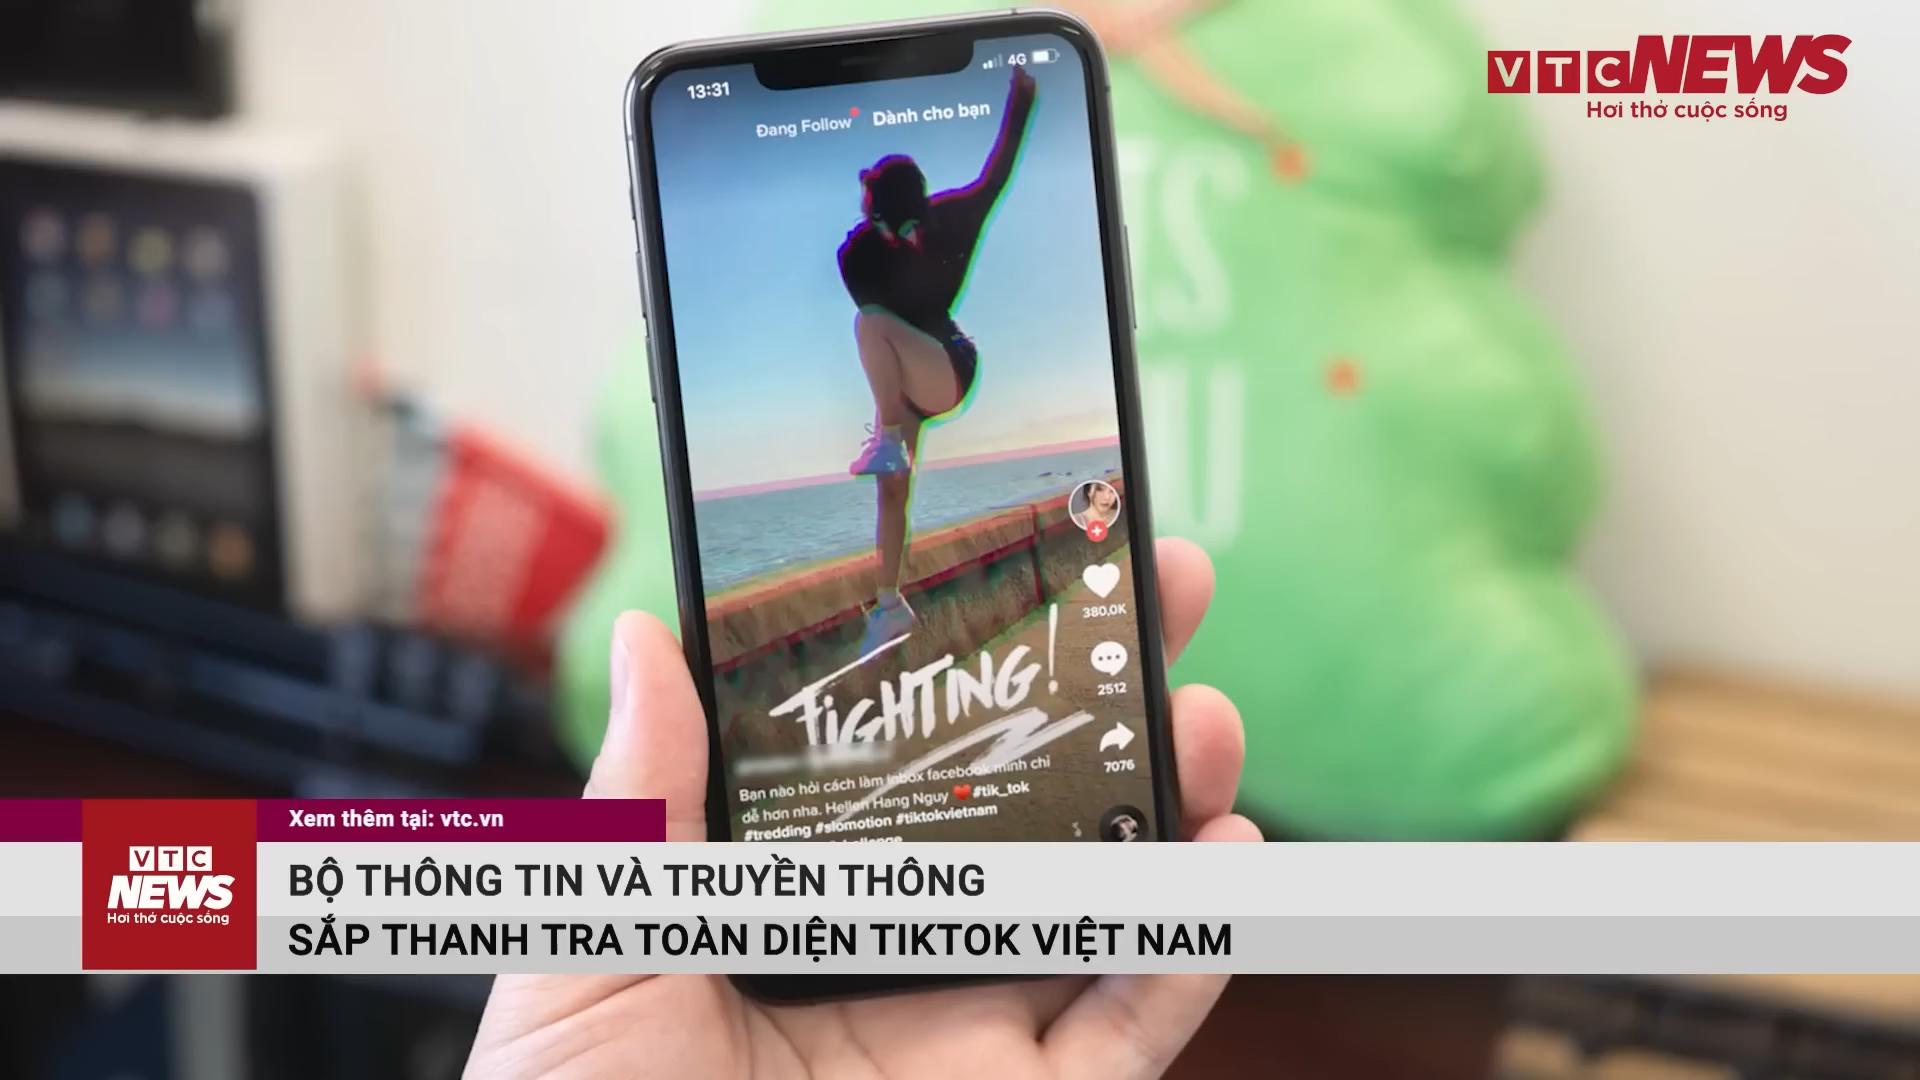 VTC NEWS
Hơi thở cuộc sống
13:31
4G
Đang Follow
Dành cho bạn
380,0K
2512
7076
FIGHTING!
Bạn nào hỏi cách làm inbox facebook mình chỉ
dễ hơn nha. Hellen Hang Nguy ❤️#tik_tok
#tredding #slomotion #tiktokvietnam
Xem thêm tại: vtc.vn
VTC
NEWS
Hơi thở cuộc sống
BỘ THÔNG TIN VÀ TRUYỀN THÔNG
SẮP THANH TRA TOÀN DIỆN TIKTOK VIỆT NAM